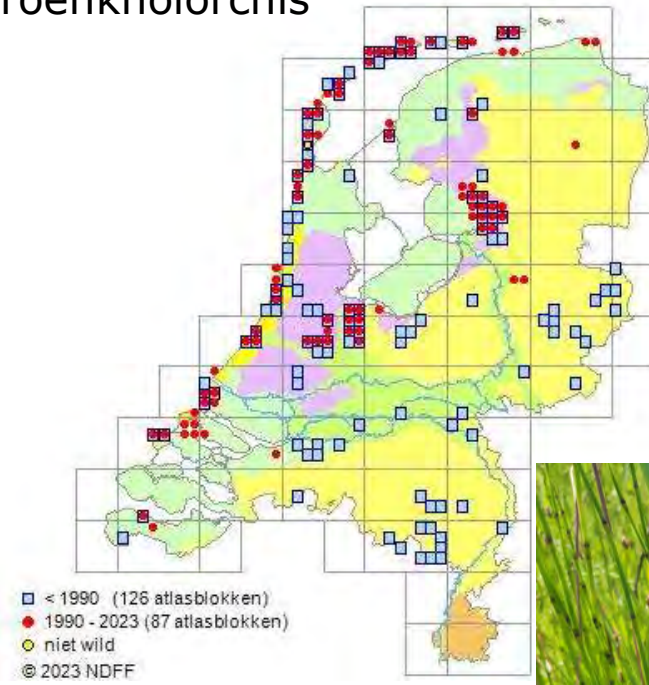 roenknolorchis
< 1990 (126 atlasblokken)
1990 - 2023 (87 atlasblokken)
niet wild
© 2023 NDFF